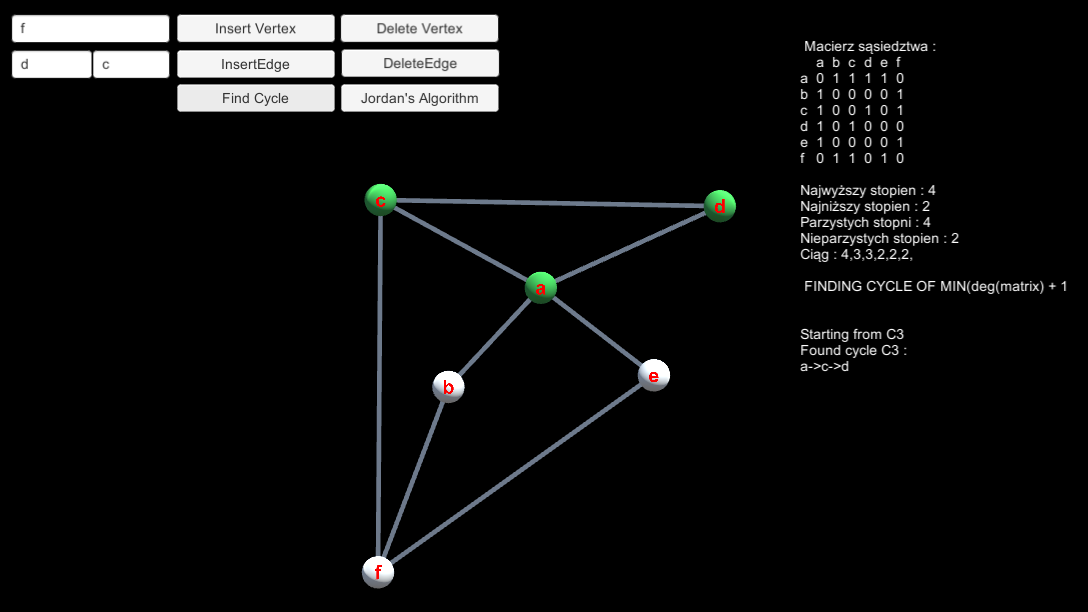 f
Insert Vertex
Delete Vertex
d
c
InsertEdge
DeleteEdge
Find Cycle
Jordan's Algorithm
Macierz sąsiedztwa :
a b c d e f
a 0 1 1 1 1 0
b 1 0 0 0 0 1
c 1 0 0 1 0 1
d 1 0 1 0 0 0
e 1 0 0 0 0 1
f 0 1 1 0 1 0
Najwyższy stopien : 4
Najniższy stopien : 2
Parzystych stopni : 4
Nieparzystych stopien : 2
Ciąg : 4,3,3,2,2,2,
FINDING CYCLE OF MIN(deg(matrix) + 1
Starting from C3
Found cycle C3 :
a->c->d
c
d
a
b
e
f